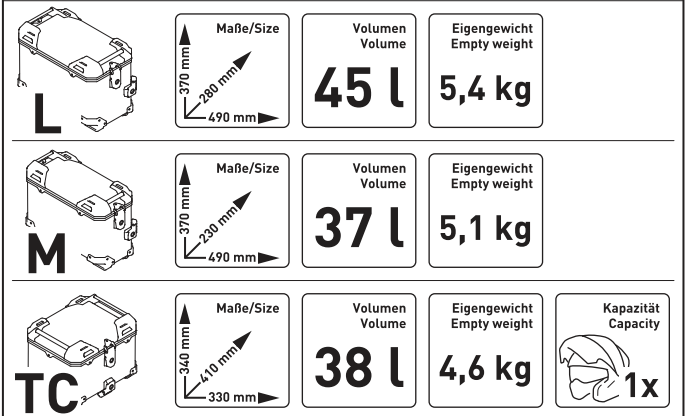 L
Maße/Size
370 mm
280 mm
490 mm
Volumen
Volume
45 l
Eigengewicht
Empty weight
5,4 kg
M
Maße/Size
370 mm
230 mm
490 mm
Volumen
Volume
37 l
Eigengewicht
Empty weight
5,1 kg
TC
Maße/Size
340 mm
410 mm
330 mm
Volumen
Volume
38 l
Eigengewicht
Empty weight
4,6 kg
Kapazität
Capacity
1x